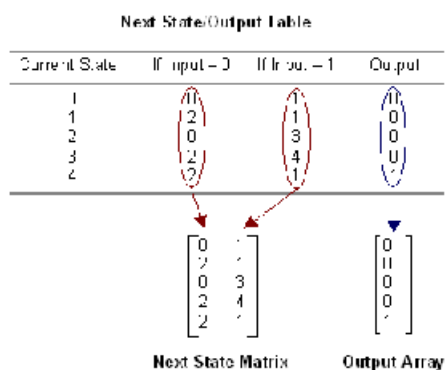 Next State/Output Table
Current State If Input = 0 If Input = 1 Output
0 0 1 0
1 2 1 0
2 0 3 0
3 2 4 0
4 2 1 1
0 1 0
2 1 0
0 3 0
2 4 0
2 1 1
Next State Matrix Output Array